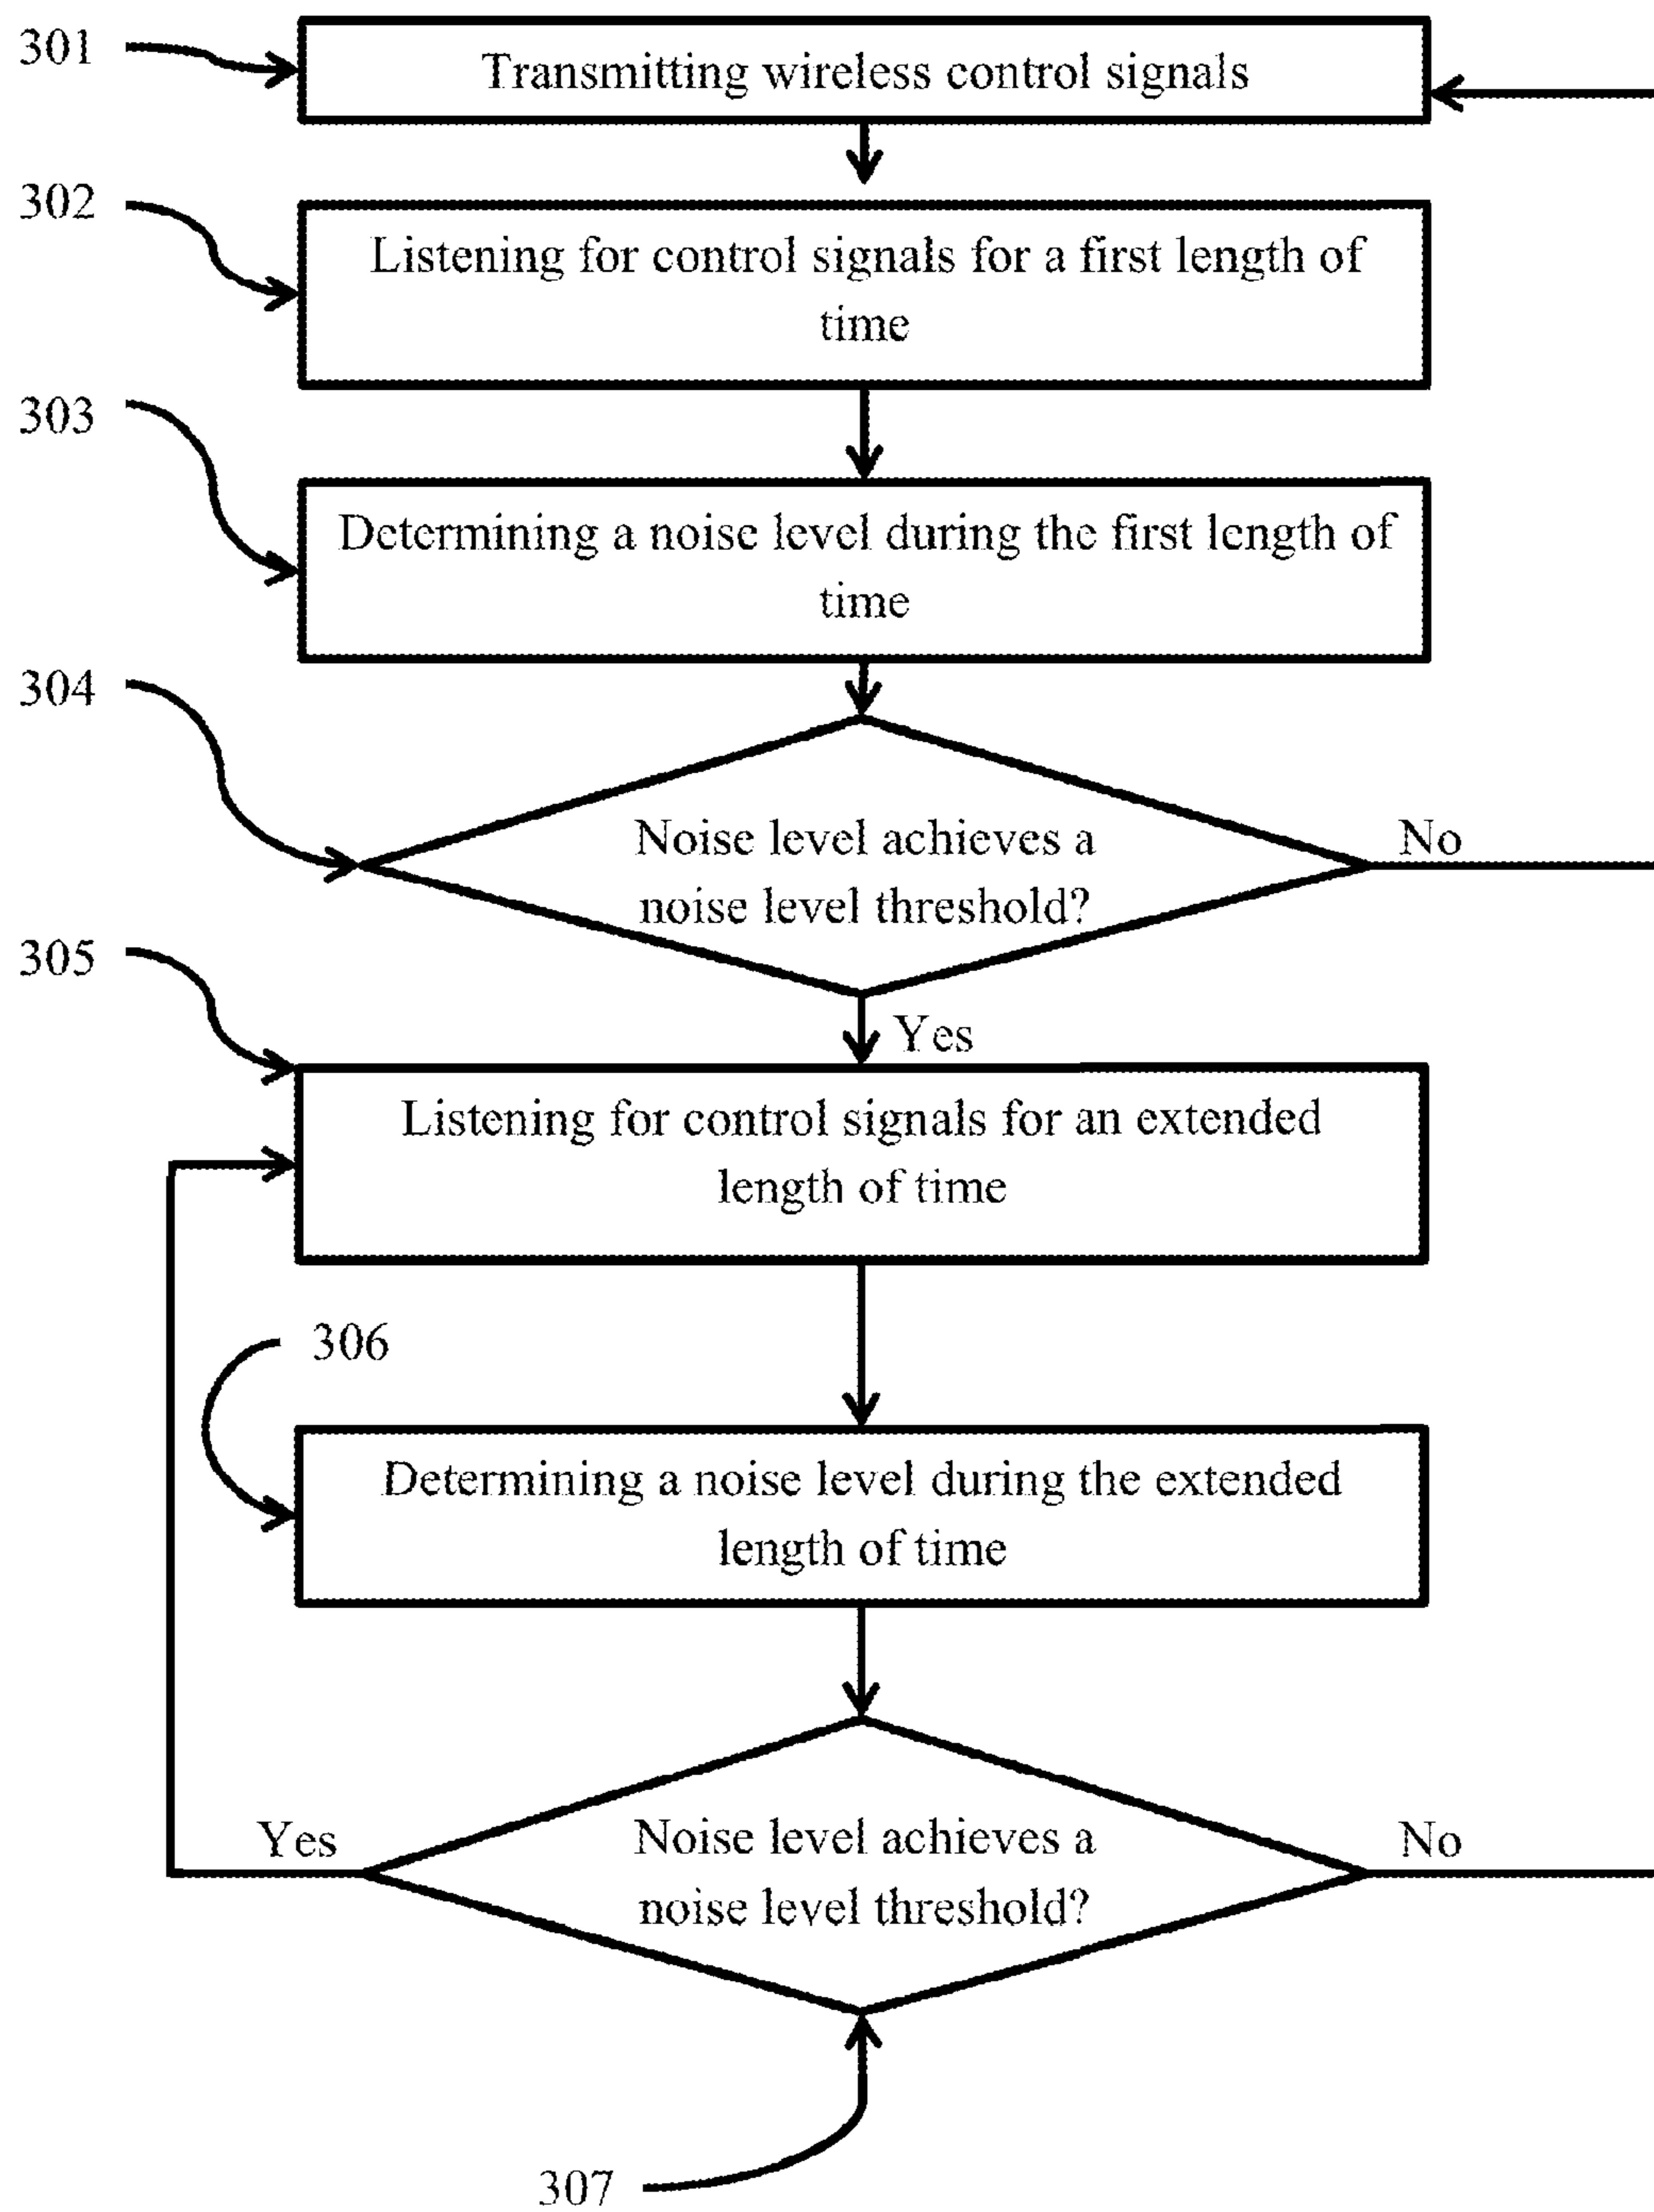 301
Transmitting wireless control signals
302
Listening for control signals for a first length of
time
303
Determining a noise level during the first length of
time
304
Noise level achieves a
noise level threshold?
No
305
Yes
Listening for control signals for an extended
length of time
306
Determining a noise level during the extended
length of time
Yes
Noise level achieves a
noise level threshold?
No
307